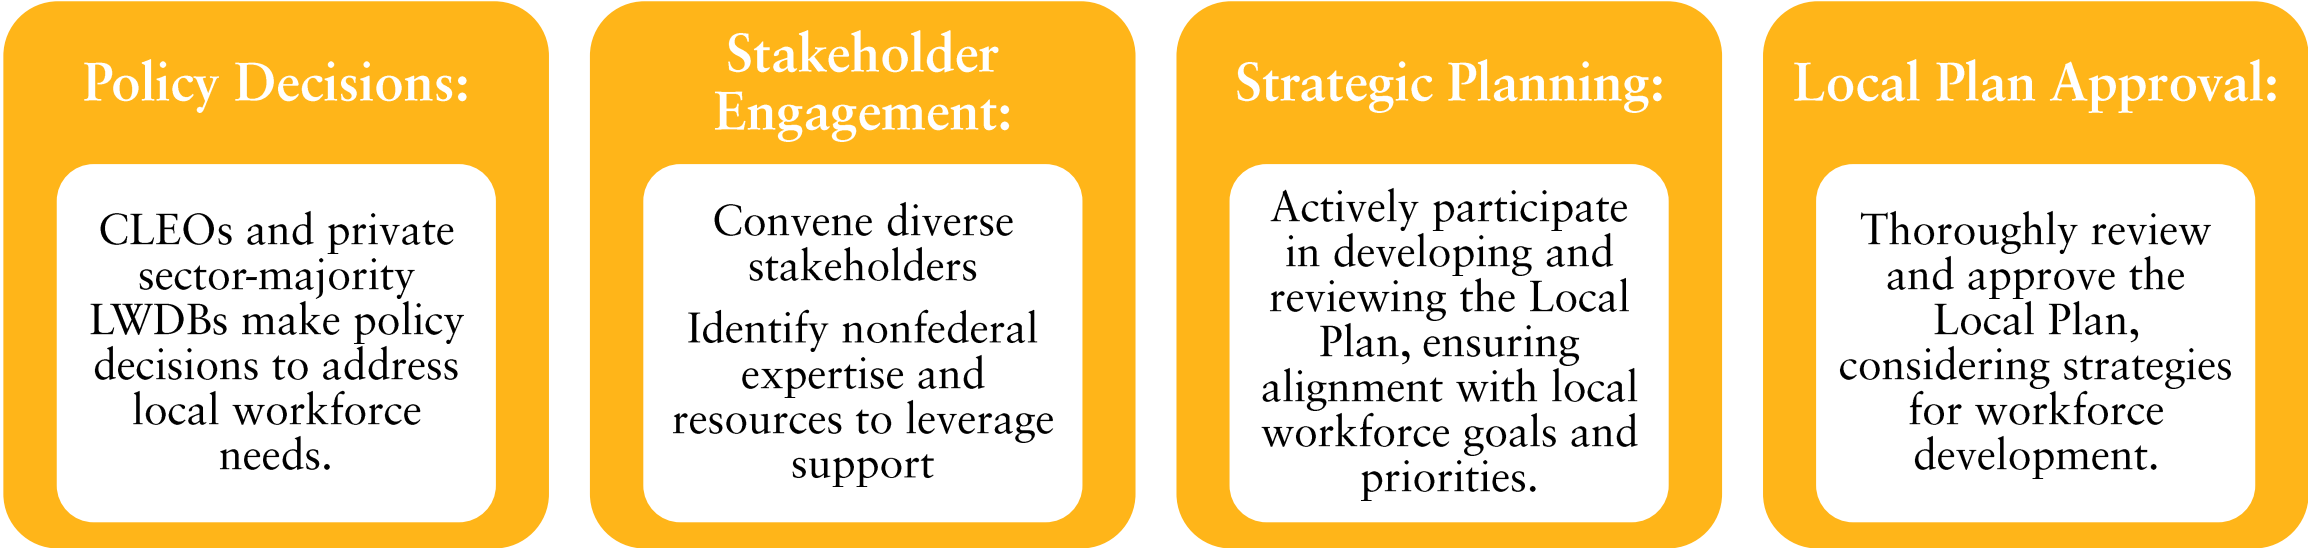 Policy Decisions:
CLEOs and private
sector-majority
LWDBs make policy
decisions to address
local workforce
needs.
Stakeholder
Engagement:
Convene diverse
stakeholders
Identify nonfederal
expertise and
resources to leverage
support
Strategic Planning:
Actively participate
in developing and
reviewing the Local
Plan, ensuring
alignment with local
workforce goals and
priorities.
Local Plan Approval:
Thoroughly review
and approve the
Local Plan,
considering strategies
for workforce
development.